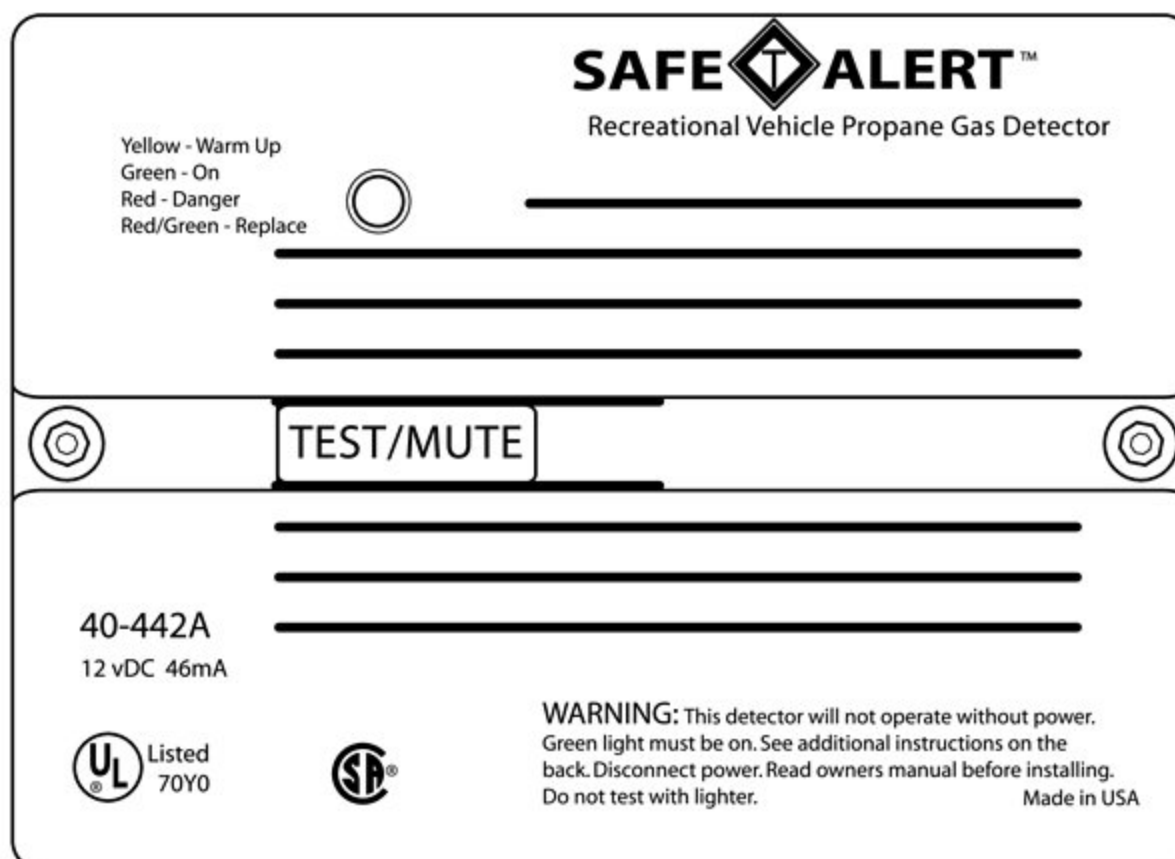 SAFE T ALERT™
Recreational Vehicle Propane Gas Detector
Yellow - Warm Up
Green - On
Red - Danger
Red/Green - Replace
TEST/MUTE
40-442A
12 vDC 46mA
UL® Listed
70Y0
SA®
WARNING: This detector will not operate without power.
Green light must be on. See additional instructions on the
back. Disconnect power. Read owners manual before installing.
Do not test with lighter.
Made in USA